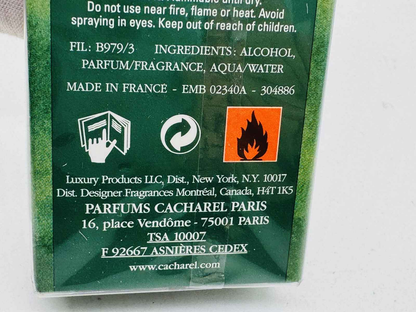 Do not use near fire, flame or heat. Avoid
spraying in eyes. Keep out of reach of children.
FIL: B979/3 INGREDIENTS: ALCOHOL,
PARFUM/FRAGRANCE, AQUA/WATER
MADE IN FRANCE - EMB 02340A - 304886
Luxury Products LLC, Dist., New York, N.Y. 10017
Dist. Designer Fragrances Montréal, Canada, H4T 1K5
PARFUMS CACHAREL PARIS
16, place Vendôme - 75001 PARIS
TSA 10007
F 92667 ASNIÈRES CEDEX
www.cacharel.com